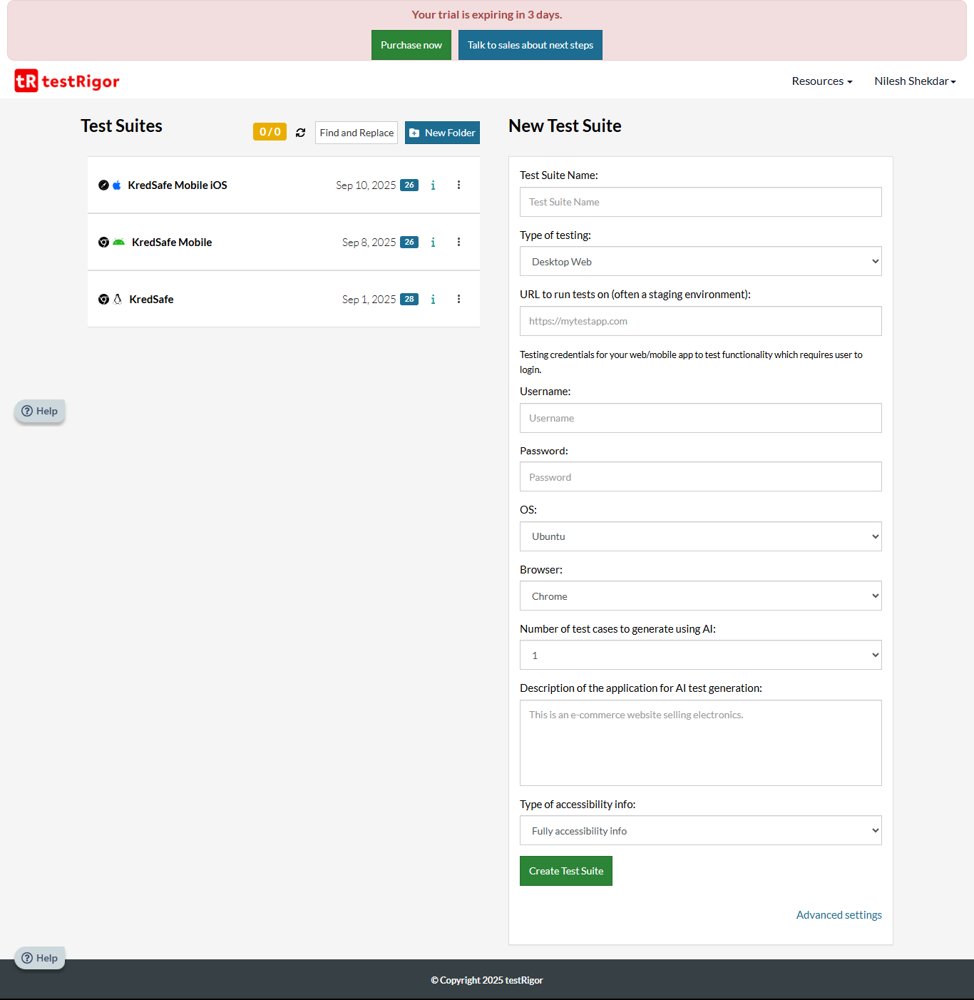 Your trial is expiring in 3 days.
Purchase now
Talk to sales about next steps
tR testRigor
Resources
Nilesh Shekdar
Test Suites
0 / 0
Find and Replace
New Folder
KredSafe Mobile iOS
Sep 10, 2025
26
i
KredSafe Mobile
Sep 8, 2025
26
i
KredSafe
Sep 1, 2025
28
i
New Test Suite
Test Suite Name:
Test Suite Name
Type of testing:
Desktop Web
URL to run tests on (often a staging environment):
https://mytestapp.com
Testing credentials for your web/mobile app to test functionality which requires user to
login.
Username:
Username
Password:
Password
OS:
Ubuntu
Browser:
Chrome
Number of test cases to generate using AI:
1
Description of the application for AI test generation:
This is an e-commerce website selling electronics.
Type of accessibility info:
Fully accessibility info
Create Test Suite
Advanced settings
Help
Help
© Copyright 2025 testRigor